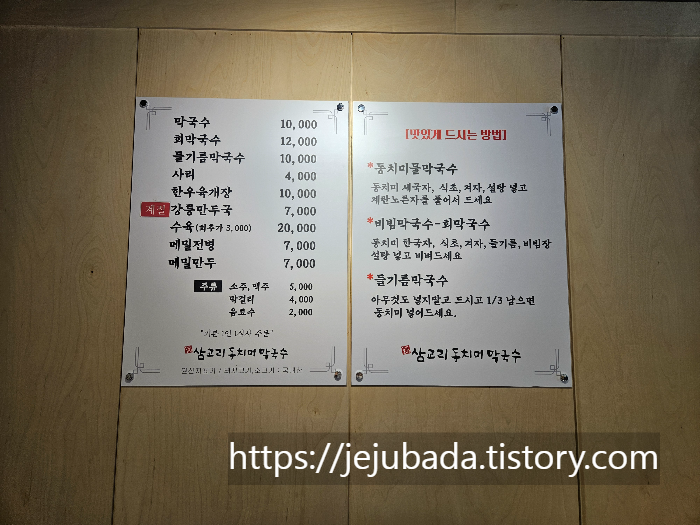 막국수 10,000
회막국수 12,000
들기름막국수 10,000
사리 4,000
한우육개장 10,000
계절 강릉만두국 7,000
수육(회추가 3,000) 20,000
메밀전병 7,000
메밀만두 7,000
주류 소주, 맥주 5,000
막걸리 4,000
음료수 2,000
삼교리동치미막국수
[맛있게 드시는 방법]
*동치미물막국수
동치미 세국자, 식초, 겨자, 설탕 넣고
계란노른자를 풀어서 드세요
*비빔막국수-회막국수
동치미 한국자, 식초, 겨자, 들기름, 비빔장
설탕 넣고 비벼드세요
*들기름막국수
아무것도 넣지말고 드시고 1/3 남으면
동치미 넣어드세요.
삼교리동치미막국수
https://jejubada.tistory.com